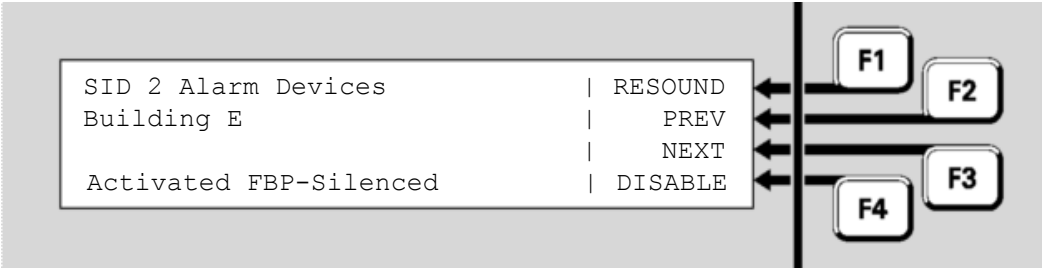 SID 2 Alarm Devices | RESOUND
Building E | PREV
| NEXT
Activated FBP-Silenced | DISABLE
F1
F2
F3
F4